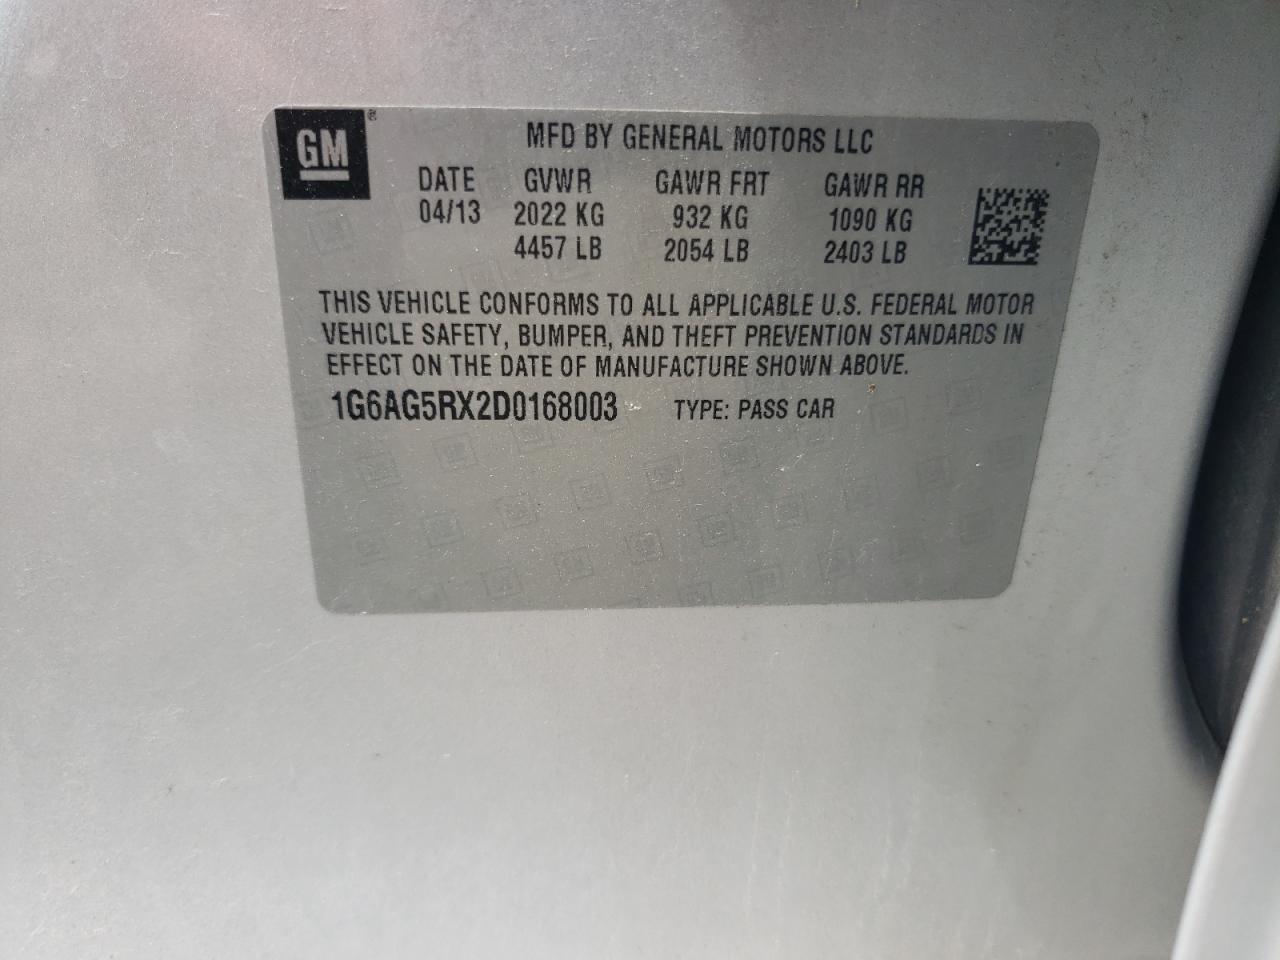 GM ®
MFD BY GENERAL MOTORS LLC
DATE GVWR GAWR FRT GAWR RR
04/13 2022 KG 932 KG 1090 KG
4457 LB 2054 LB 2403 LB
THIS VEHICLE CONFORMS TO ALL APPLICABLE U.S. FEDERAL MOTOR
VEHICLE SAFETY, BUMPER, AND THEFT PREVENTION STANDARDS IN
EFFECT ON THE DATE OF MANUFACTURE SHOWN ABOVE.
1G6AG5RX2D0168003 TYPE: PASS CAR